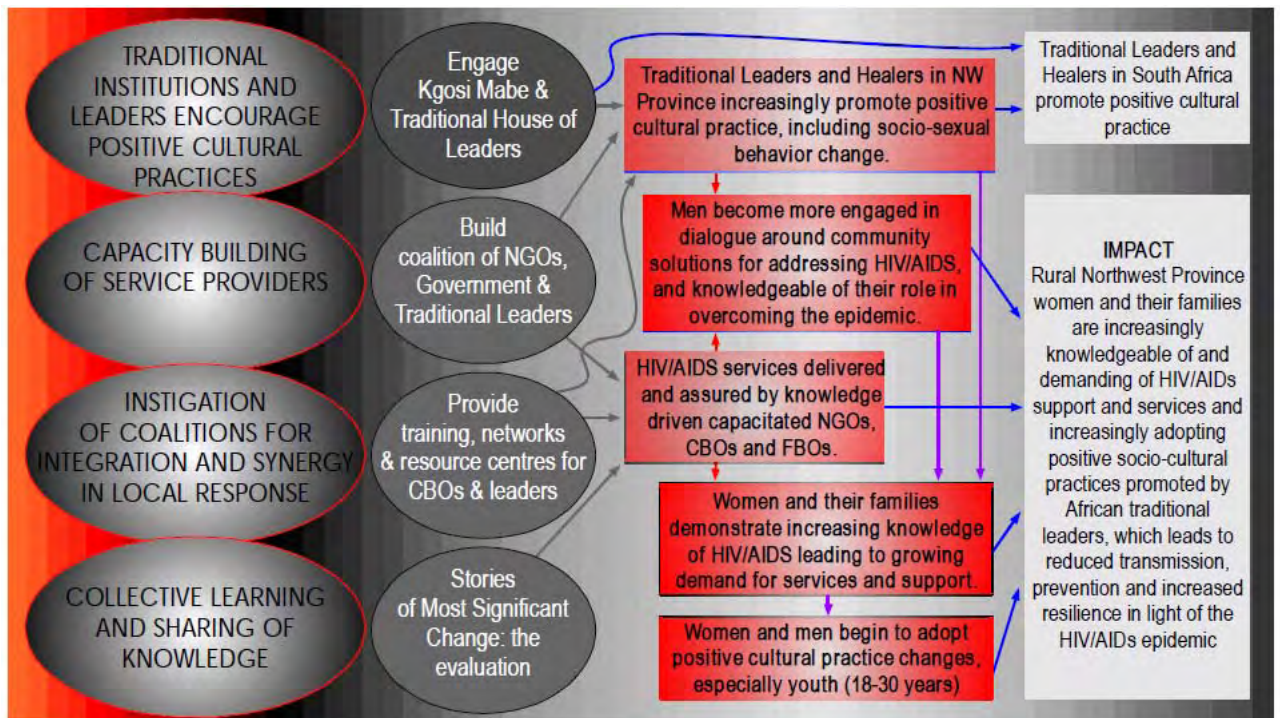 TRADITIONAL
INSTITUTIONS AND
LEADERS ENCOURAGE
POSITIVE CULTURAL
PRACTICES
CAPACITY BUILDING
OF SERVICE PROVIDERS
INSTIGATION
OF COALITIONS FOR
INTEGRATION AND SYNERGY
IN LOCAL RESPONSE
COLLECTIVE LEARNING
AND SHARING OF
KNOWLEDGE
Engage
Kgosi Mabe &
Traditional House of
Leaders
Build
coalition of NGOs,
Government &
Traditional Leaders
Provide
training, networks
& resource centres for
CBOs & leaders
Stories
of Most Significant
Change: the
evaluation
Traditional Leaders and Healers in NW
Province increasingly promote positive
cultural practice, including socio-sexual
behavior change.
Men become more engaged in
dialogue around community
solutions for addressing HIV/AIDS,
and knowledgeable of their role in
overcoming the epidemic.
HIV/AIDS services delivered
and assured by knowledge
driven capacitated NGOs,
CBOs and FBOs.
Women and their families
demonstrate increasing knowledge
of HIV/AIDS leading to growing
demand for services and support.
Women and men begin to adopt
positive cultural practice changes,
especially youth (18-30 years)
Traditional Leaders and
Healers in South Africa
promote positive cultural
practice
IMPACT
Rural Northwest Province
women and their families
are increasingly
knowledgeable of and
demanding of HIV/AIDs
support and services and
increasingly adopting
positive socio-cultural
practices promoted by
African traditional
leaders, which leads to
reduced transmission,
prevention and increased
resilience in light of the
HIV/AIDs epidemic